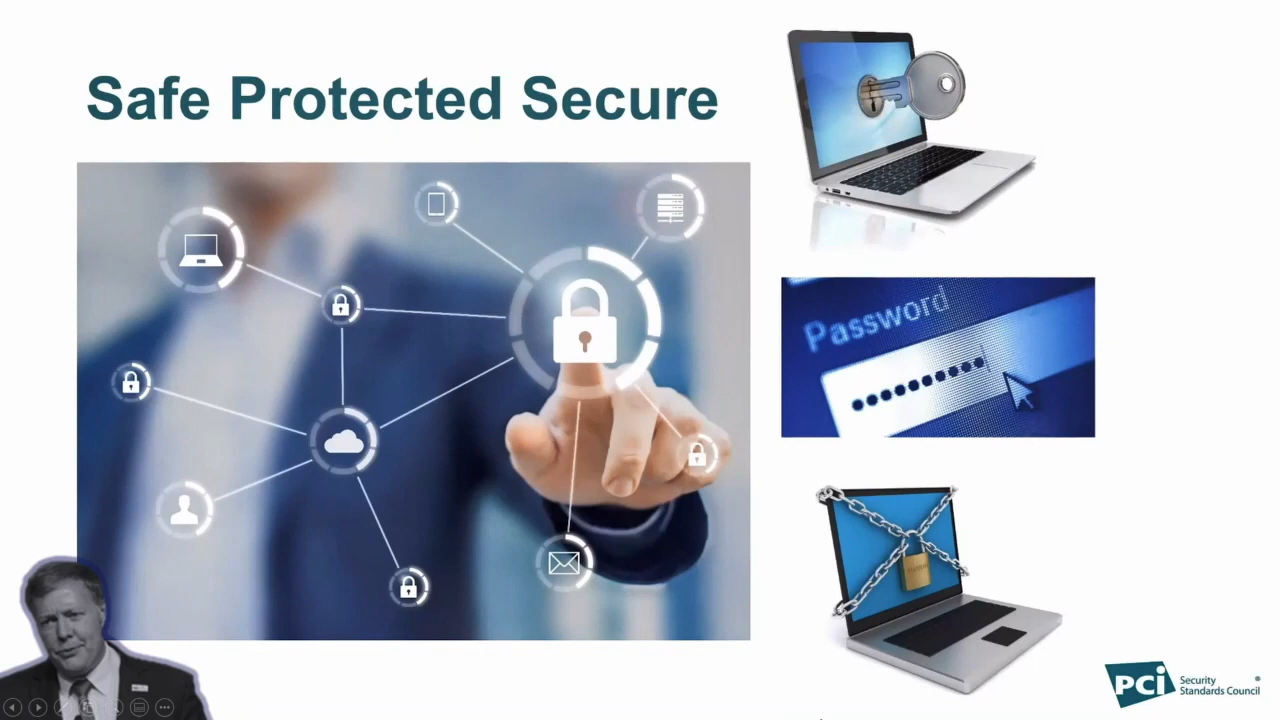 Safe Protected Secure
Password
PCi Security
Standards Council
®